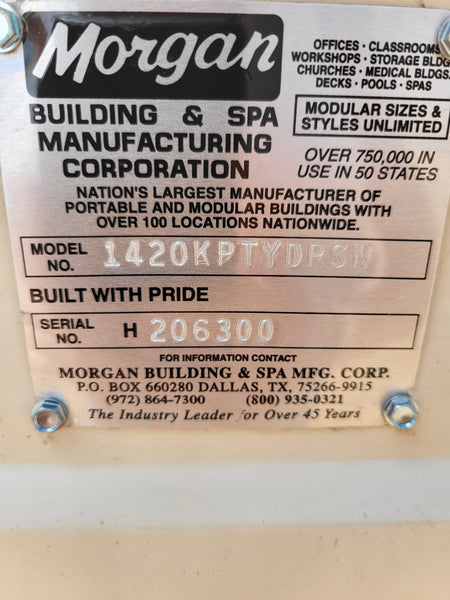 Morgan
OFFICES · CLASSROOMS
WORKSHOPS · STORAGE BLDG
CHURCHES · MEDICAL BLDGS.
DECKS · POOLS · SPAS
BUILDING & SPA
MANUFACTURING
CORPORATION
MODULAR SIZES &
STYLES UNLIMITED
OVER 750,000 IN
USE IN 50 STATES
NATION'S LARGEST MANUFACTURER OF
PORTABLE AND MODULAR BUILDINGS WITH
OVER 100 LOCATIONS NATIONWIDE.
MODEL
NO.
BUILT WITH PRIDE
SERIAL
NO.
H 206300
FOR INFORMATION CONTACT
MORGAN BUILDING & SPA MFG. CORP.
P.O. BOX 660280 DALLAS, TX, 75266-9915
(972) 864-7300 (800) 935-0321
The Industry Leader for Over 45 Years